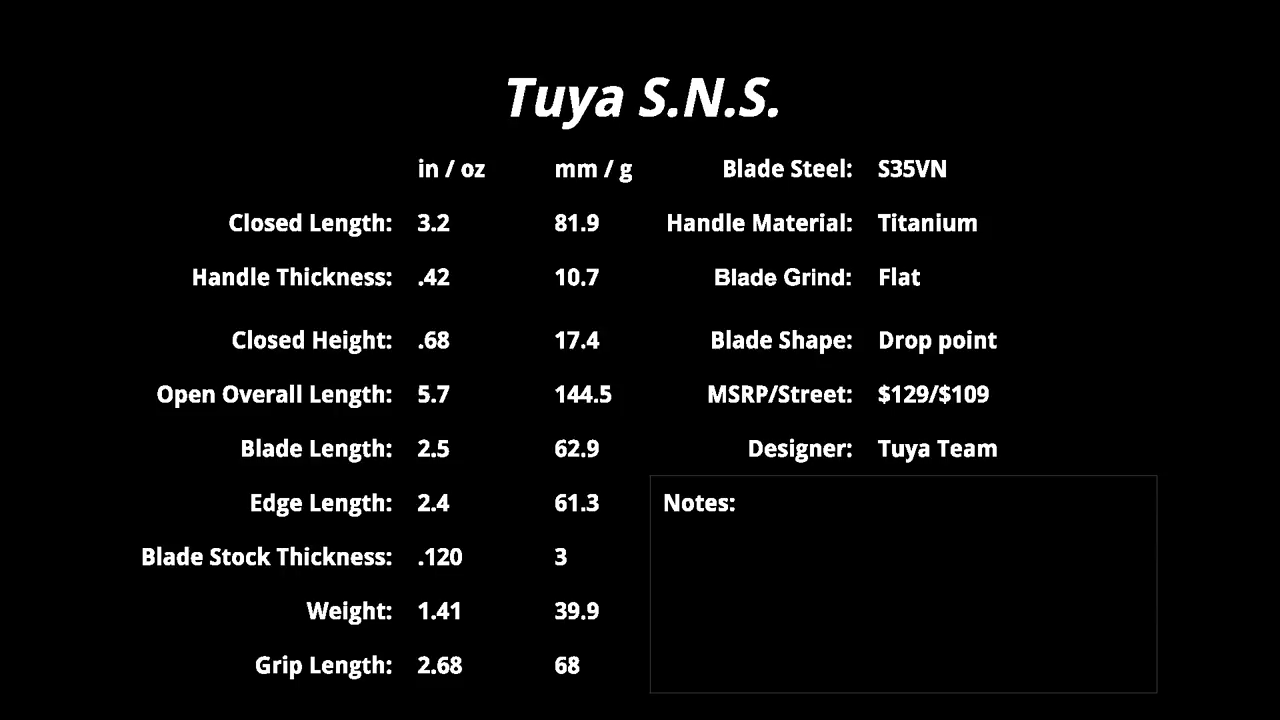 Tuya S.N.S.
in / oz mm / g Blade Steel: S35VN
Closed Length: 3.2 81.9 Handle Material: Titanium
Handle Thickness: .42 10.7 Blade Grind: Flat
Closed Height: .68 17.4 Blade Shape: Drop point
Open Overall Length: 5.7 144.5 MSRP/Street: $129/$109
Blade Length: 2.5 62.9 Designer: Tuya Team
Edge Length: 2.4 61.3 Notes:
Blade Stock Thickness: .120 3
Weight: 1.41 39.9
Grip Length: 2.68 68